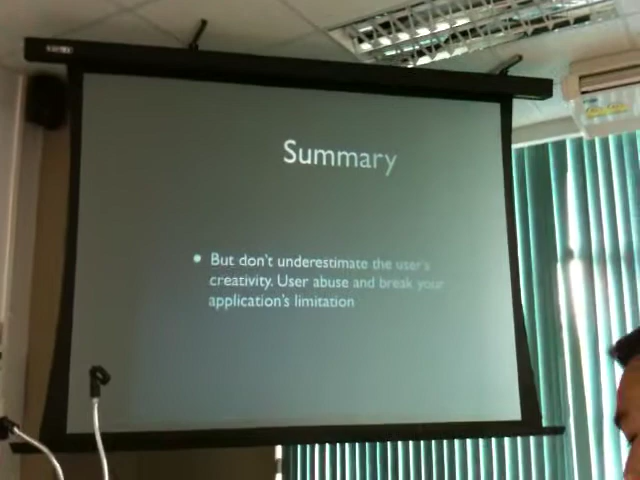 Summary
• But don't underestimate the user's
creativity. User abuse and break your
application's limitation